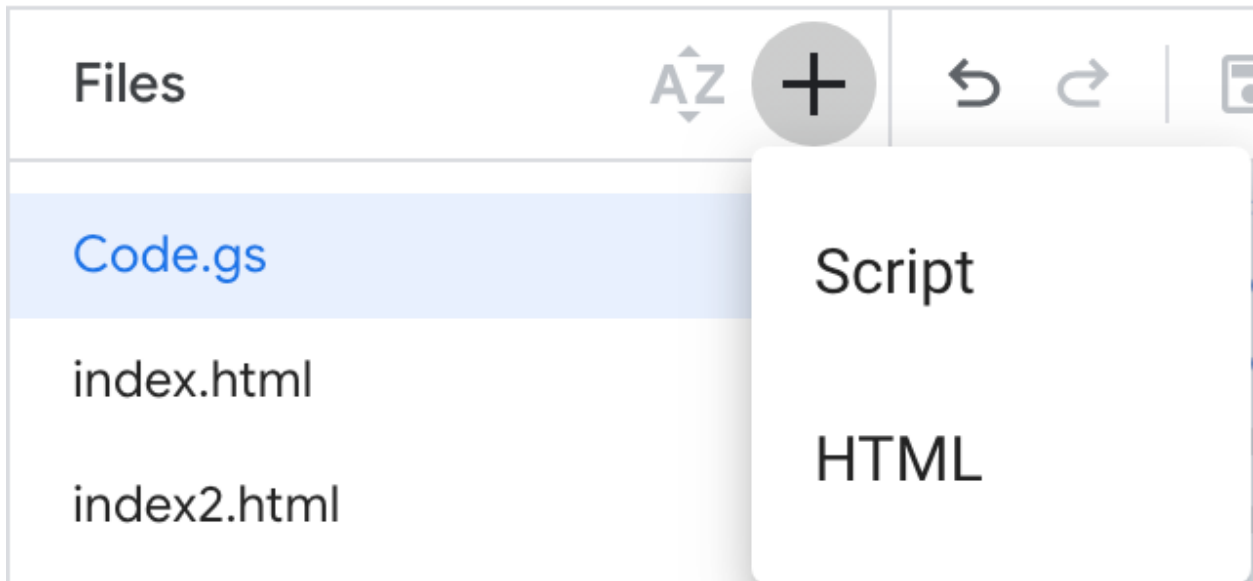 Files AZ
Code.gs
Script
index.html
HTML
index2.html